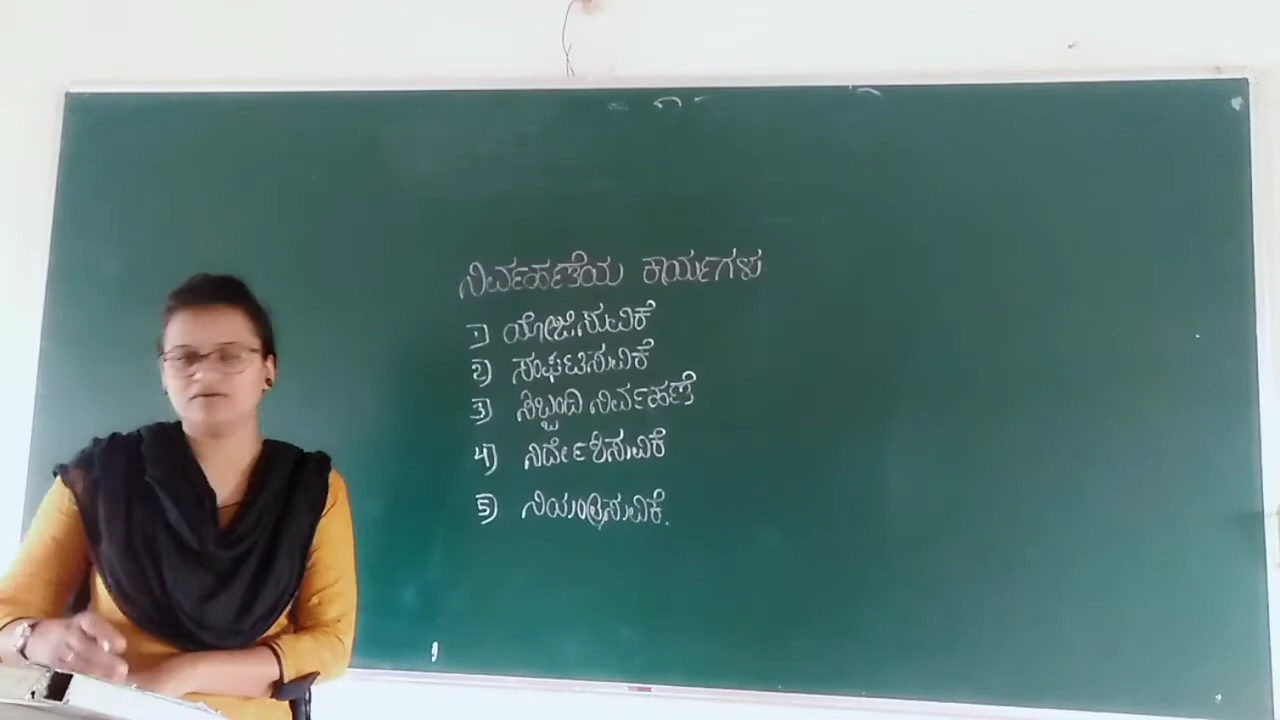 ನಿರ್ವಹಣೆಯ ಕಾರ್ಯಗಳು
1) ಯೋಜಿಸುವಿಕೆ
2) ಸಂಘಟಿಸುವಿಕೆ
3) ಸಿಬ್ಬಂದಿ ನಿರ್ವಹಣೆ
4) ನಿರ್ದೇಶಿಸುವಿಕೆ
5) ನಿಯಂತ್ರಿಸುವಿಕೆ.